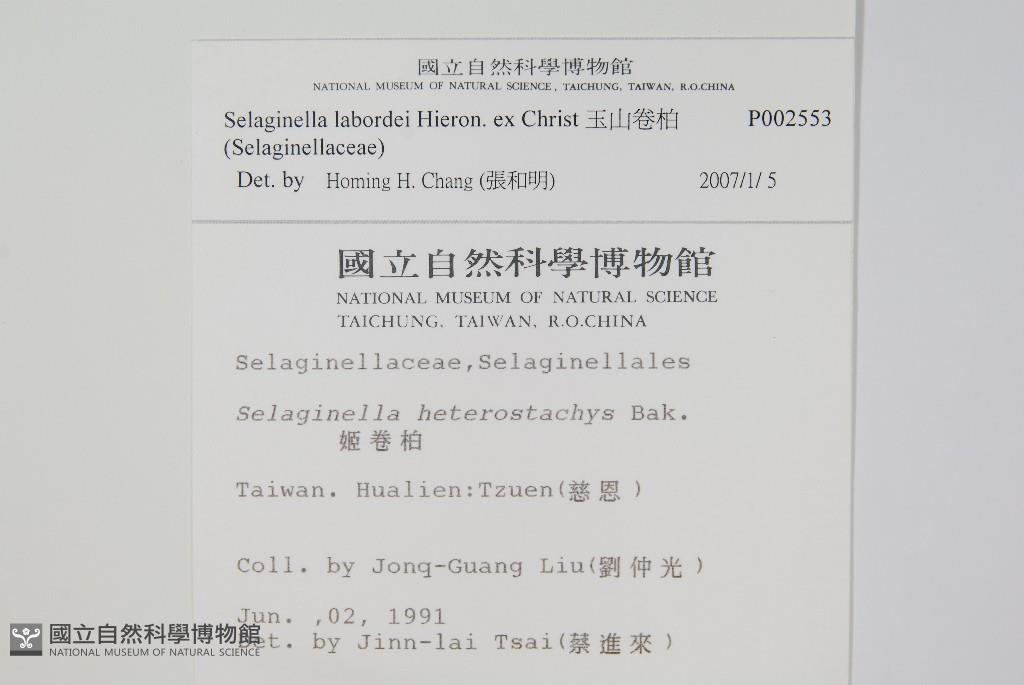 國立自然科學博物館
NATIONAL MUSEUM OF NATURAL SCIENCE, TAICHUNG, TAIWAN, R.O.CHINA
Selaginella labordei Hieron. ex Christ 玉山卷柏 P002553
(Selaginellaceae)
Det. by Homing H. Chang (張和明) 2007/1/ 5
國立自然科學博物館
NATIONAL MUSEUM OF NATURAL SCIENCE
TAICHUNG, TAIWAN, R.O.CHINA
Selaginellaceae,Selaginellales
Selaginella heterostachys Bak.
姬卷柏
Taiwan. Hualien:Tzuen(慈恩)
Coll. by Jonq-Guang Liu(劉仲光)
Jun. ,02, 1991
Det. by Jinn-lai Tsai(蔡進來)
國立自然科學博物館
NATIONAL MUSEUM OF NATURAL SCIENCE